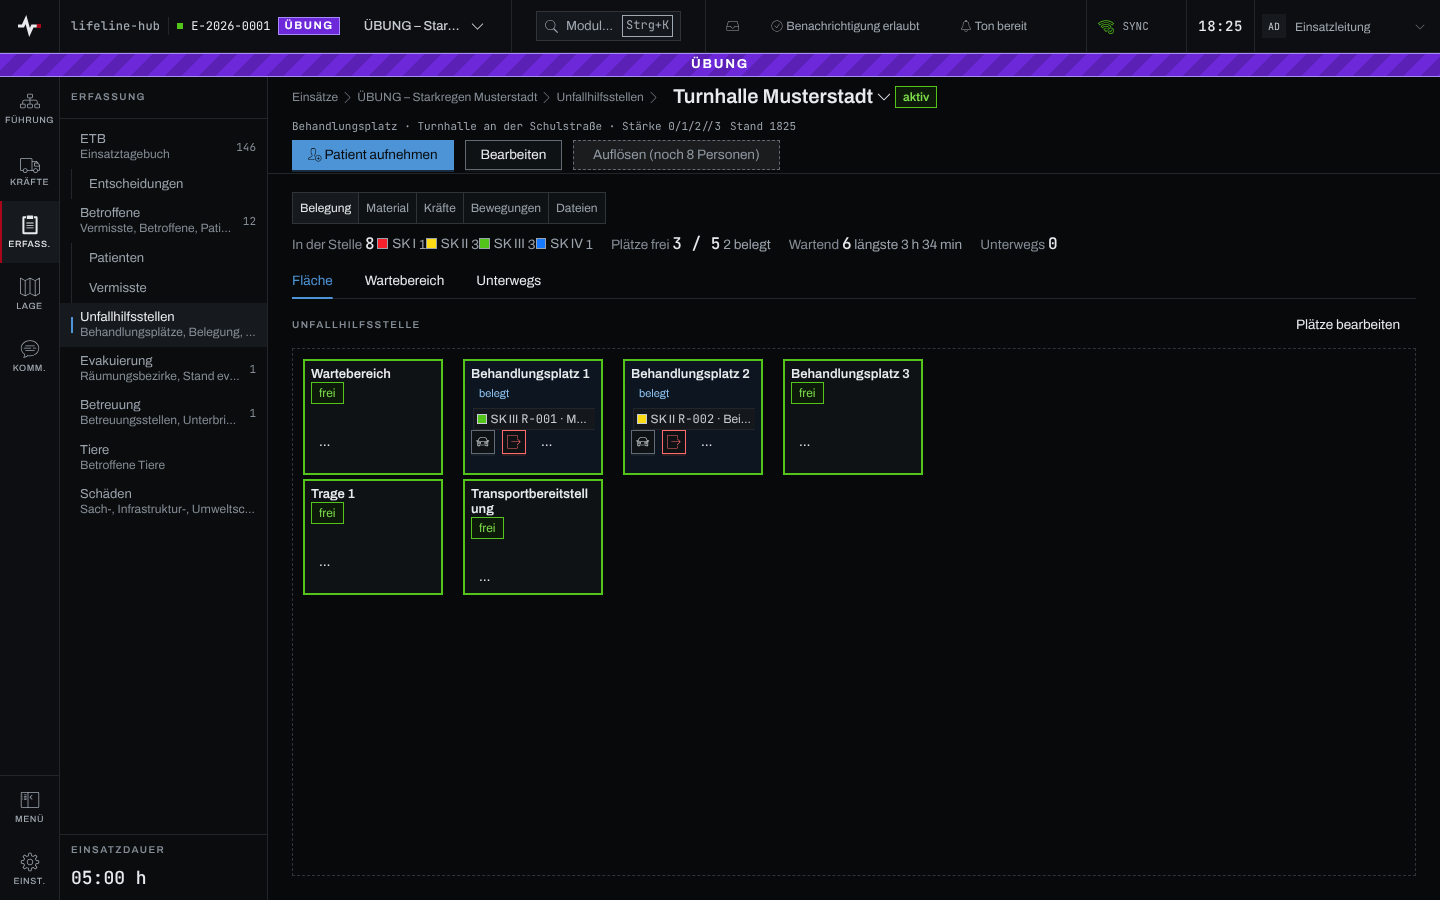 lifeline-hub E-2026-0001 ÜBUNG ÜBUNG – Star... Modul... Strg+K Benachrichtigung erlaubt Ton bereit SYNC 18:25 AD Einsatzleitung
ÜBUNG
FÜHRUNG
KRÄFTE
ERFASS.
LAGE
KOMM.
MENÜ
EINST.
ERFASSUNG
ETB
Einsatztagebuch 146
Entscheidungen
Betroffene
Vermisste, Betroffene, Pati... 12
Patienten
Vermisste
Unfallhilfsstellen
Behandlungsplätze, Belegung, ...
Evakuierung
Räumungsbezirke, Stand ev... 1
Betreuung
Betreuungsstellen, Unterbri... 1
Tiere
Betroffene Tiere
Schäden
Sach-, Infrastruktur-, Umweltsc...
EINSATZDAUER
05:00 h
Einsätze ÜBUNG – Starkregen Musterstadt Unfallhilfsstellen Turnhalle Musterstadt aktiv
Behandlungsplatz · Turnhalle an der Schulstraße · Stärke 0/1/2//3 Stand 1825
Patient aufnehmen Bearbeiten Auflösen (noch 8 Personen)
Belegung Material Kräfte Bewegungen Dateien
In der Stelle 8 SK I 1 SK II 3 SK III 3 SK IV 1 Plätze frei 3 / 5 2 belegt Wartend 6 längste 3 h 34 min Unterwegs 0
Fläche Wartebereich Unterwegs
UNFALLHILFSSTELLE Plätze bearbeiten
Wartebereich
frei
...
Behandlungsplatz 1
belegt
SK III R-001 · M...
...
Behandlungsplatz 2
belegt
SK II R-002 · Bei...
...
Behandlungsplatz 3
frei
...
Trage 1
frei
...
Transportbereitstell
ung
frei
...